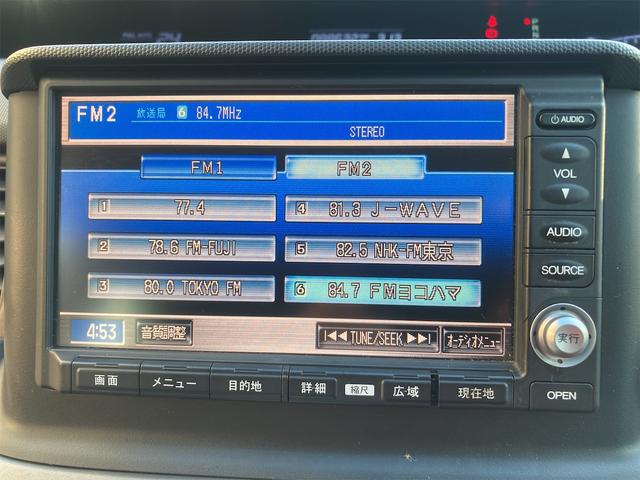 FM2 放送局 6 84.7MHz
STEREO
FM1 FM2
1 77.4
4 81.3 J-WAVE
2 78.6 FM-FUJI
5 82.5 NHK-FM東京
3 80.0 TOKYO FM
6 84.7 FMヨコハマ
4:53 音質調整 TUNE/SEEK オーディオメニュー
画面 メニュー 目的地 詳細 縮尺 広域 現在地
AUDIO
VOL
AUDIO
SOURCE
実行
OPEN